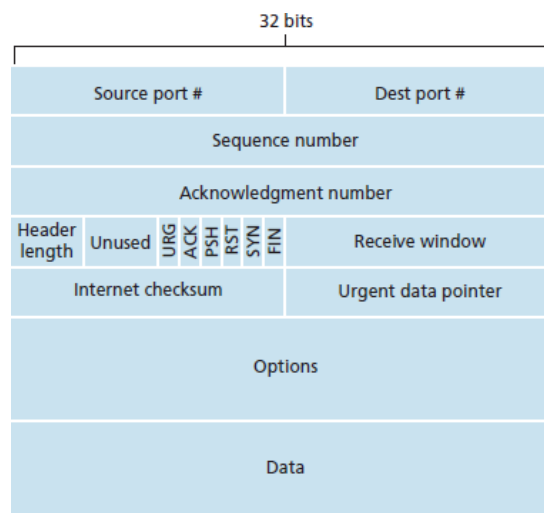 32 bits
Source port # Dest port #
Sequence number
Acknowledgment number
Header
length Unused URG ACK PSH RST SYN FIN Receive window
Internet checksum Urgent data pointer
Options
Data